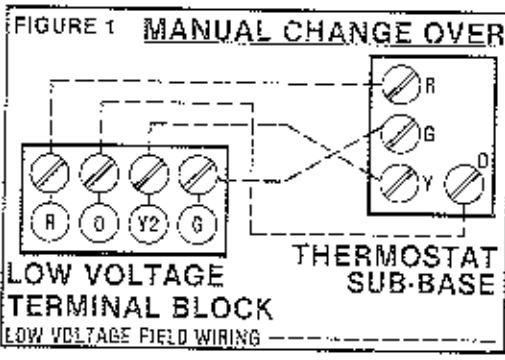 FIGURE 1 MANUAL CHANGE OVER
R
G
Y
O
R O Y2 G
THERMOSTAT
SUB-BASE
LOW VOLTAGE
TERMINAL BLOCK
LOW VOLTAGE FIELD WIRING